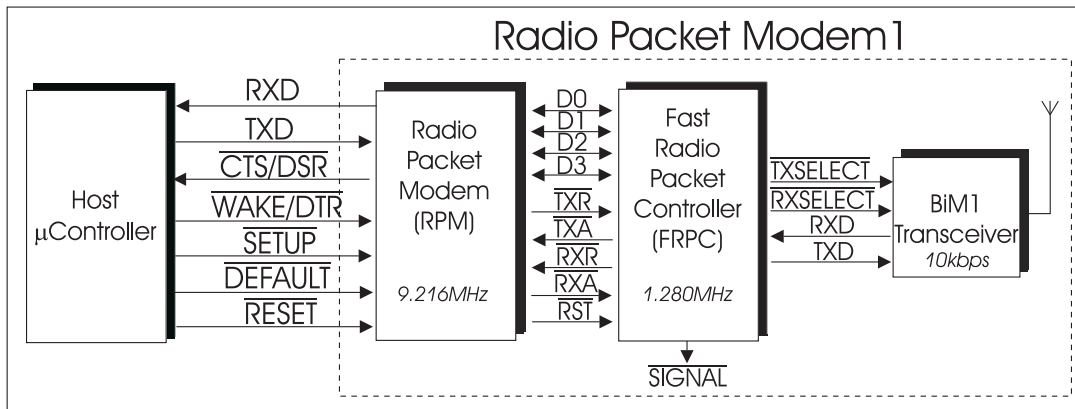 Radio Packet Modem1
Host
µController
RXD
TXD
CTS/DSR
WAKE/DTR
SETUP
DEFAULT
RESET
Radio
Packet
Modem
(RPM)
9.216MHz
D0
D1
D2
D3
TXR
TXA
RXR
RXA
RST
Fast
Radio
Packet
Controller
(FRPC)
1.280MHz
SIGNAL
TXSELECT
RXSELECT
RXD
TXD
BiM1
Transceiver
10kbps